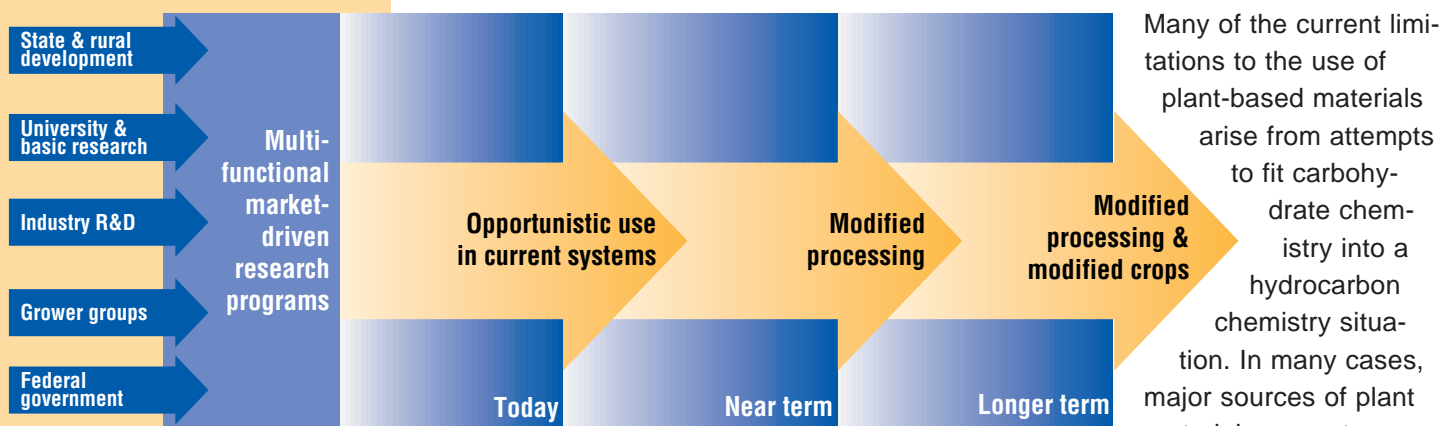 State & rural
development
University &
basic research
Industry R&D
Grower groups
Federal
government
Multi-
functional
market-
driven
research
programs
Opportunistic use
in current systems
Modified
processing
Modified
processing &
modified crops
Today
Near term
Longer term
Many of the current limi-
tations to the use of
plant-based materials
arise from attempts
to fit carbohy-
drate chem-
istry into a
hydrocarbon
chemistry situa-
tion. In many cases,
major sources of plant